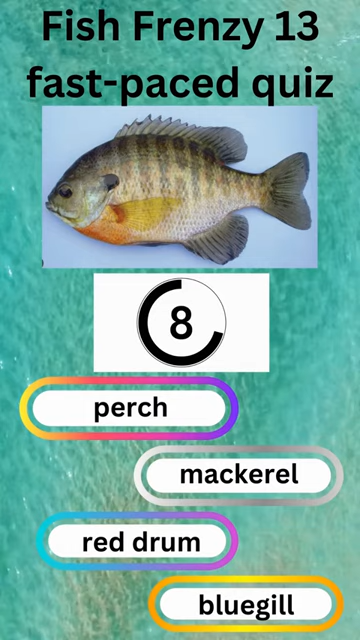 Fish Frenzy 13
fast-paced quiz
8
perch
mackerel
red drum
bluegill